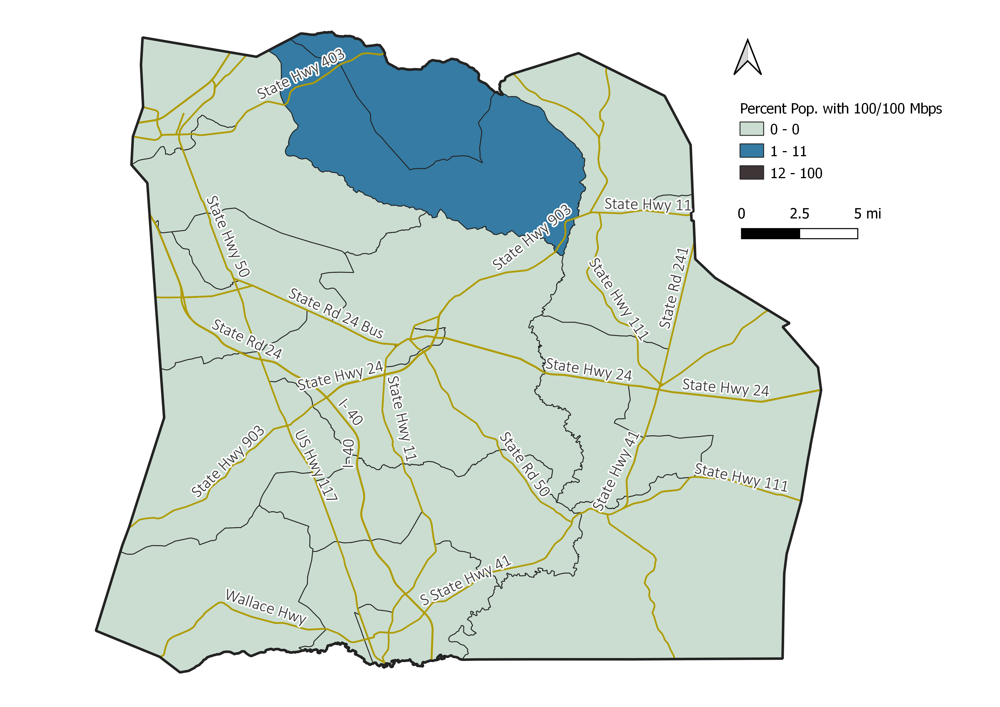 State Hwy 403
Percent Pop. with 100/100 Mbps
0 - 0
1 - 11
12 - 100
0 2.5 5 mi
State Hwy 11
State Hwy 903
State Hwy 50
State Hwy 111
State Rd 241
State Rd 24 Bus
State Rd 24
State Hwy 24
State Hwy 24
State Hwy 24
I- 40
State Hwy 11
State Hwy 903
US Hwy 117
I- 40
State Rd 50
State Hwy 41
State Hwy 111
S State Hwy 41
Wallace Hwy